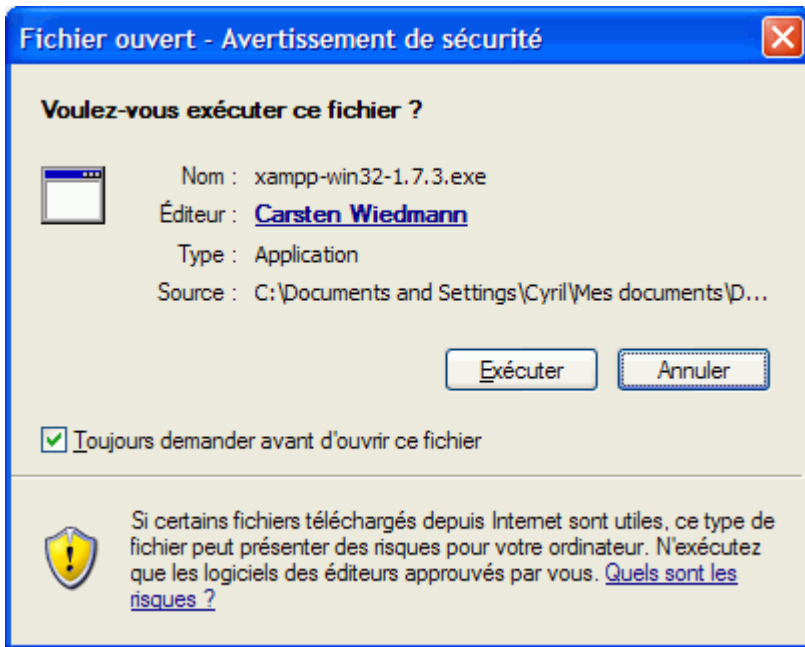 Fichier ouvert - Avertissement de sécurité
Voulez-vous exécuter ce fichier ?
Nom : xampp-win32-1.7.3.exe
Éditeur : Carsten Wiedmann
Type : Application
Source : C:\Documents and Settings\Cyril\Mes documents\D...
Exécuter Annuler
Toujours demander avant d'ouvrir ce fichier
Si certains fichiers téléchargés depuis Internet sont utiles, ce type de
fichier peut présenter des risques pour votre ordinateur. N'exécutez
que les logiciels des éditeurs approuvés par vous. Quels sont les
risques ?